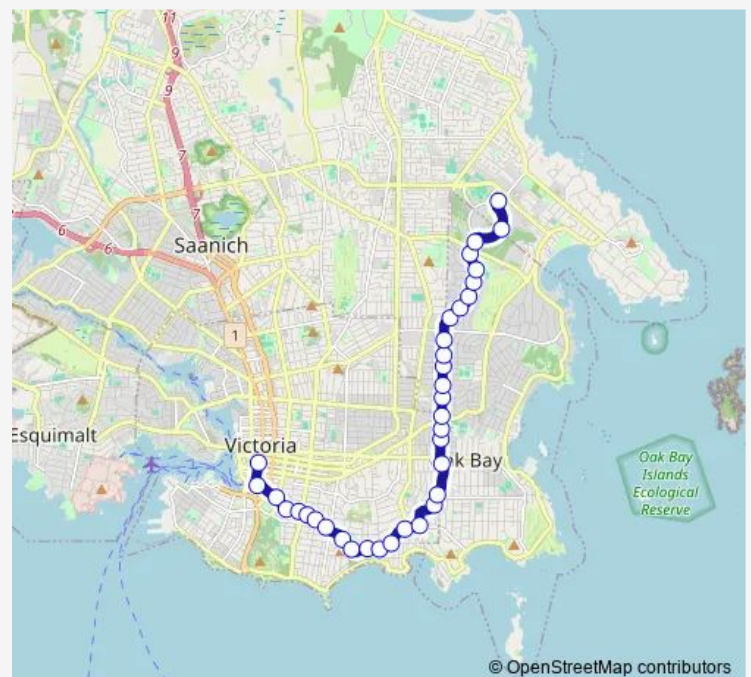 11
9
9
7
6
6
7
Saanich
1
Esquimalt
Victoria
Oak Bay
Islands
Ecological
Reserve
Bay
© OpenStreetMap contributors